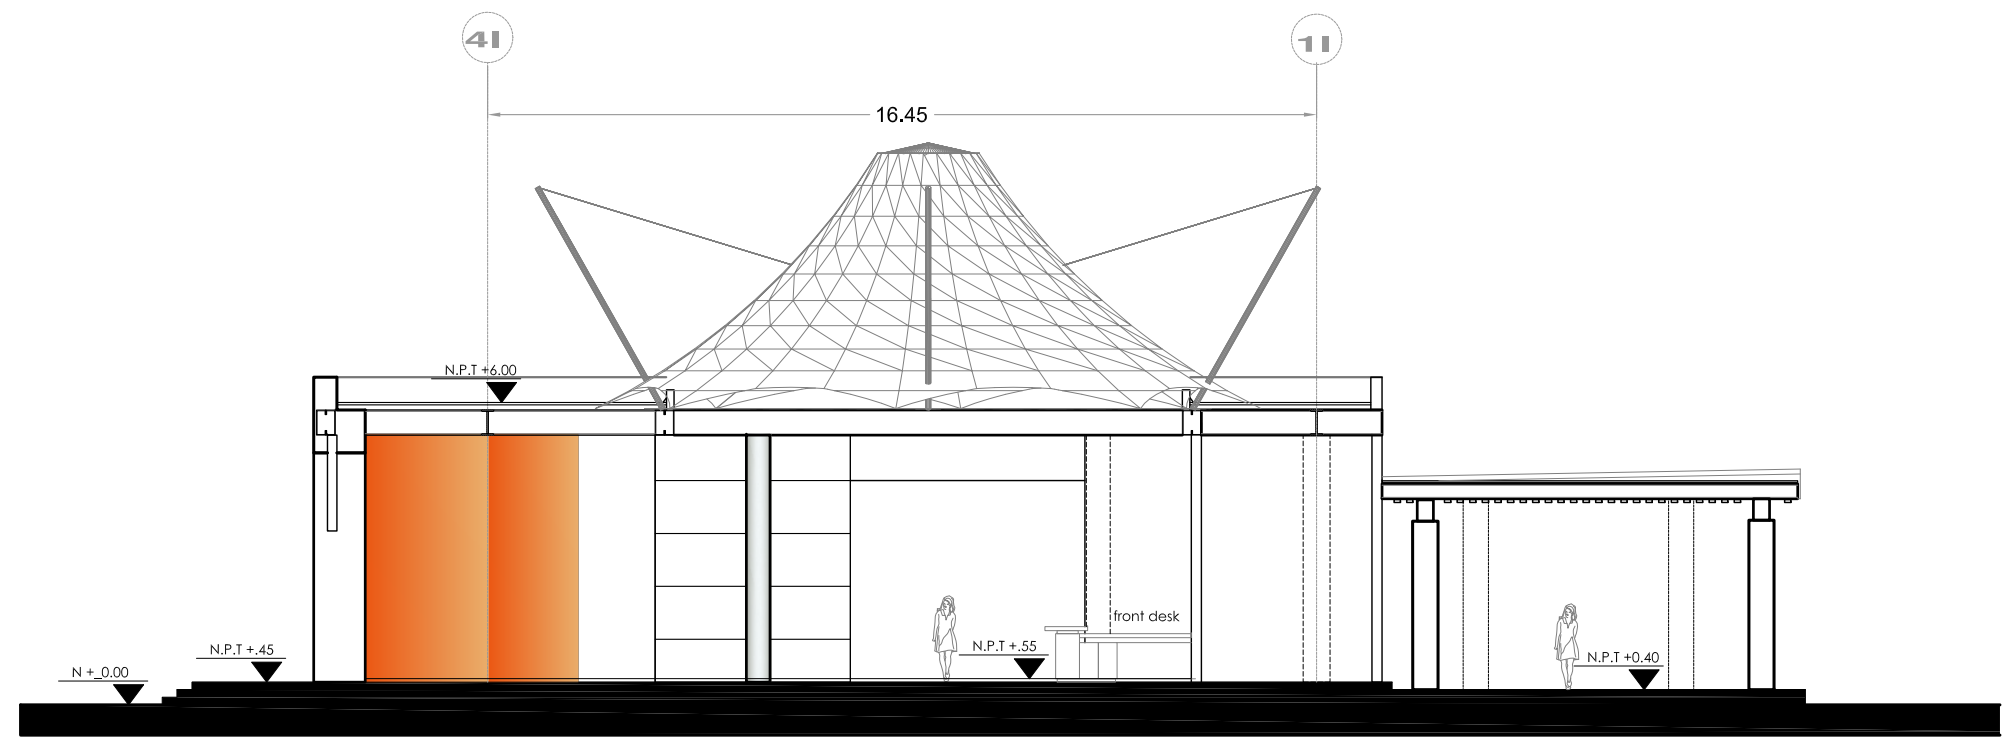 4I
1I
16.45
N.P.T +6.00
front desk
N.P.T +.45
N.P.T +.55
N.P.T +0.40
N +_0.00